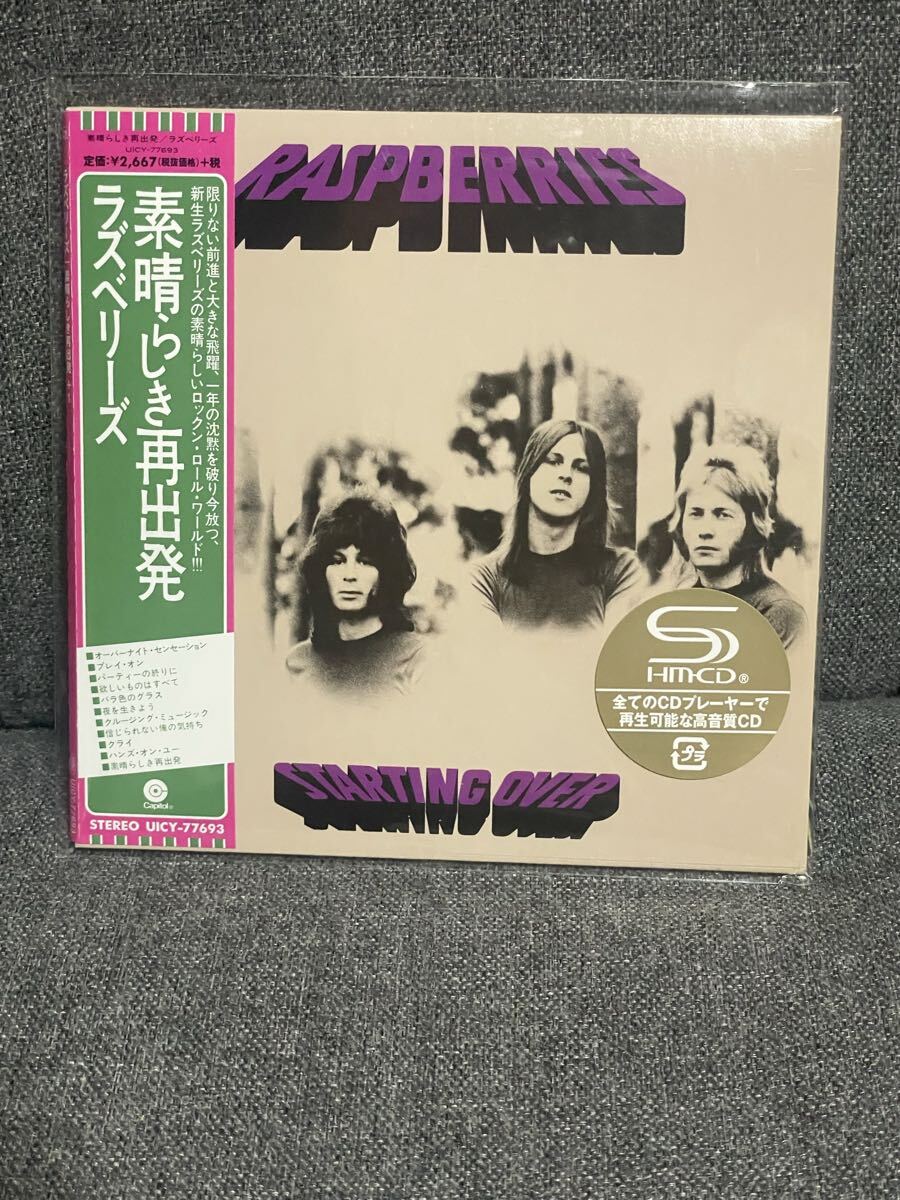 素晴らしき再出発/ラズベリーズ
UICY-77693
定価:¥2,667(税抜価格)+税
素晴らしき再出発
ラズベリーズ
限りない前進と大きな飛躍、一年の沈黙を破り今放つ、
新生ラズベリーズの素晴らしいロックン・ロール・ワールド!!!
■オーバーナイト・センセーション
■プレイ・オン
■パーティーの終りに
■欲しいものはすべて
■バラ色のグラス
■夜を生きよう
■クルージング・ミュージック
■信じられない俺の気持ち
■クライ
■ハンズ・オン・ユー
■素晴らしき再出発
Capitol®
STEREO UICY-77693
RASPBERRIES
SHM-CD®
全てのCDプレーヤーで
再生可能な高音質CD
プラ
STARTING OVER